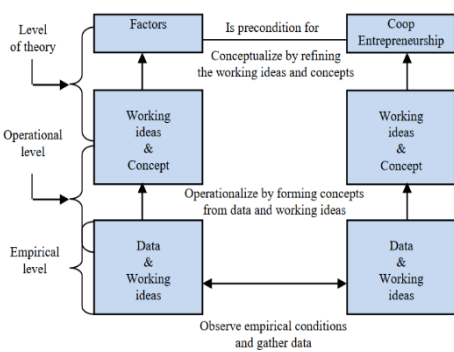 Level
of theory
Factors
Is precondition for
Coop
Entrepreneurship
Conceptualize by refining
the working ideas and concepts
Operational
level
Working
ideas
&
Concept
Working
ideas
&
Concept
Operationalize by forming concepts
from data and working ideas
Empirical
level
Data
&
Working
ideas
Data
&
Working
ideas
Observe empirical conditions
and gather data